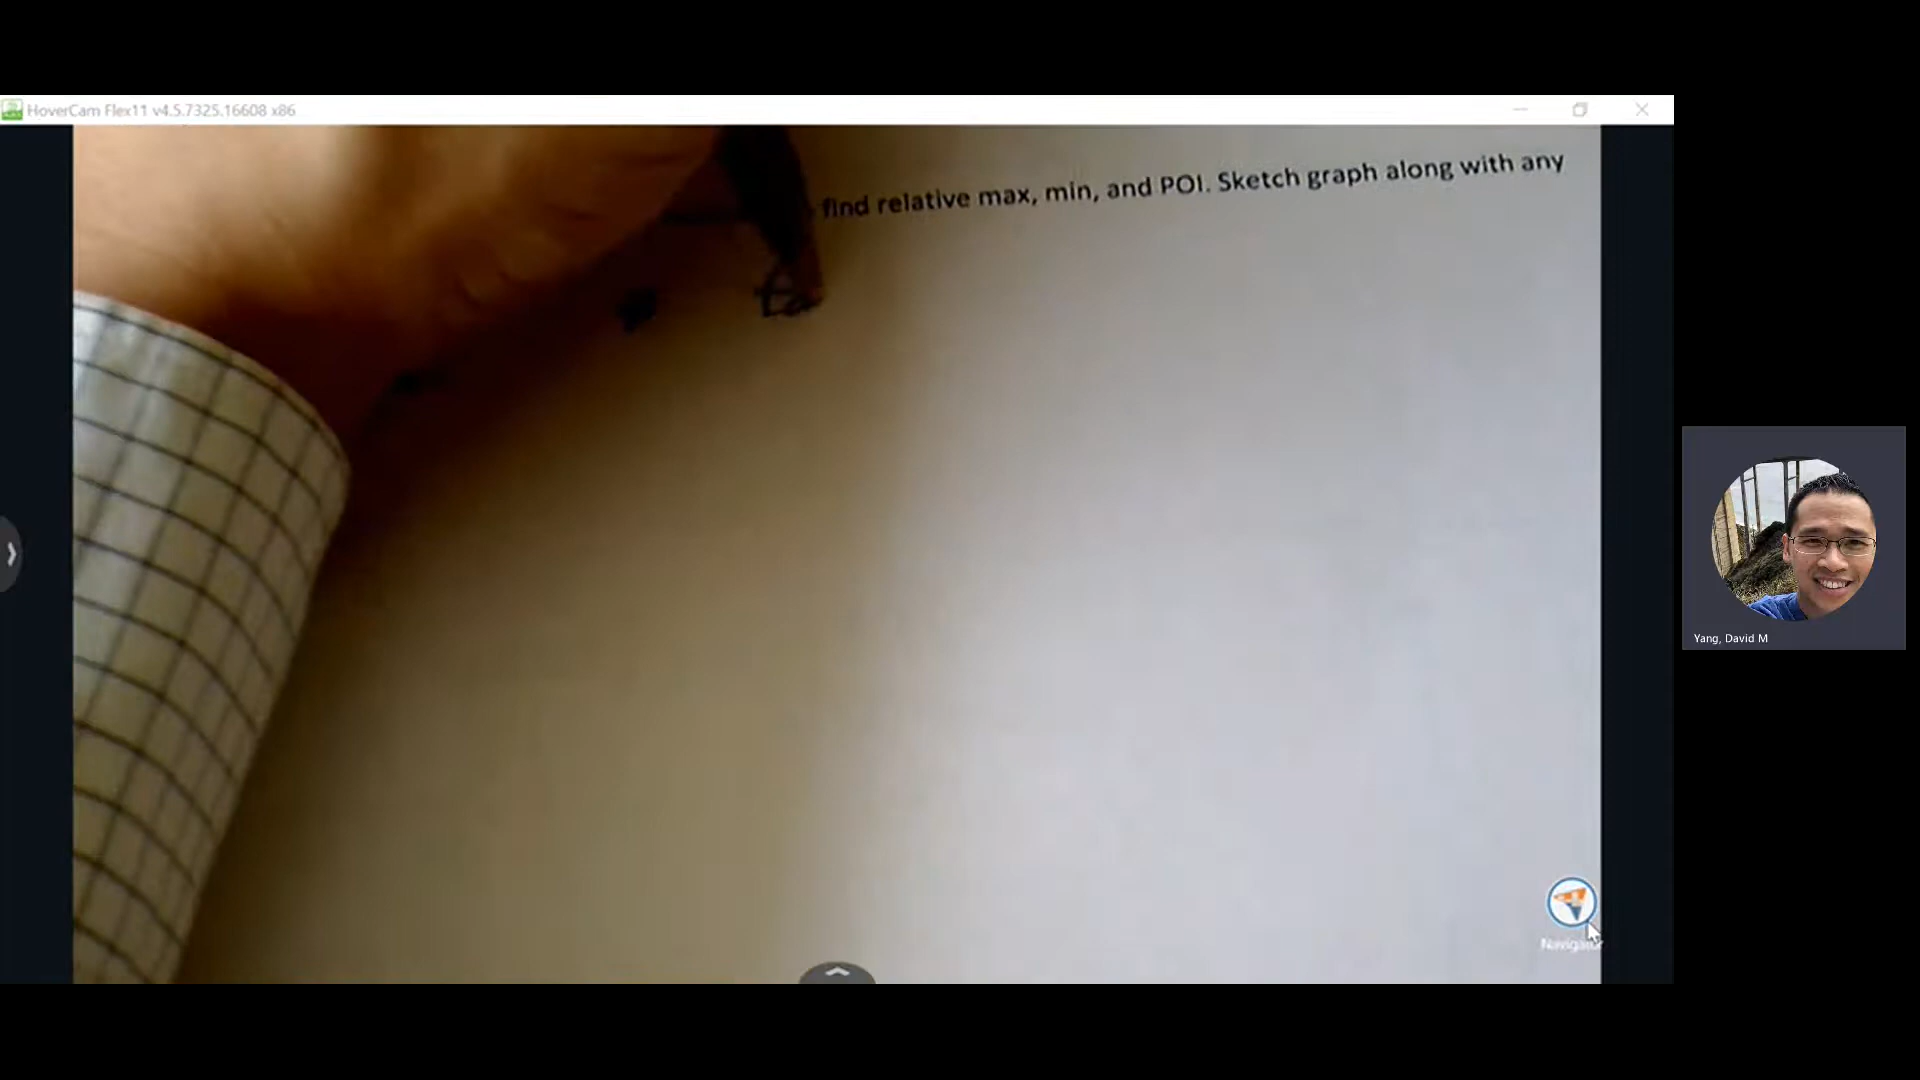 HoverCam Flex11 v4.5.7325.16608 x86
find relative max, min, and POI. Sketch graph along with any
Yang, David M
Navigator